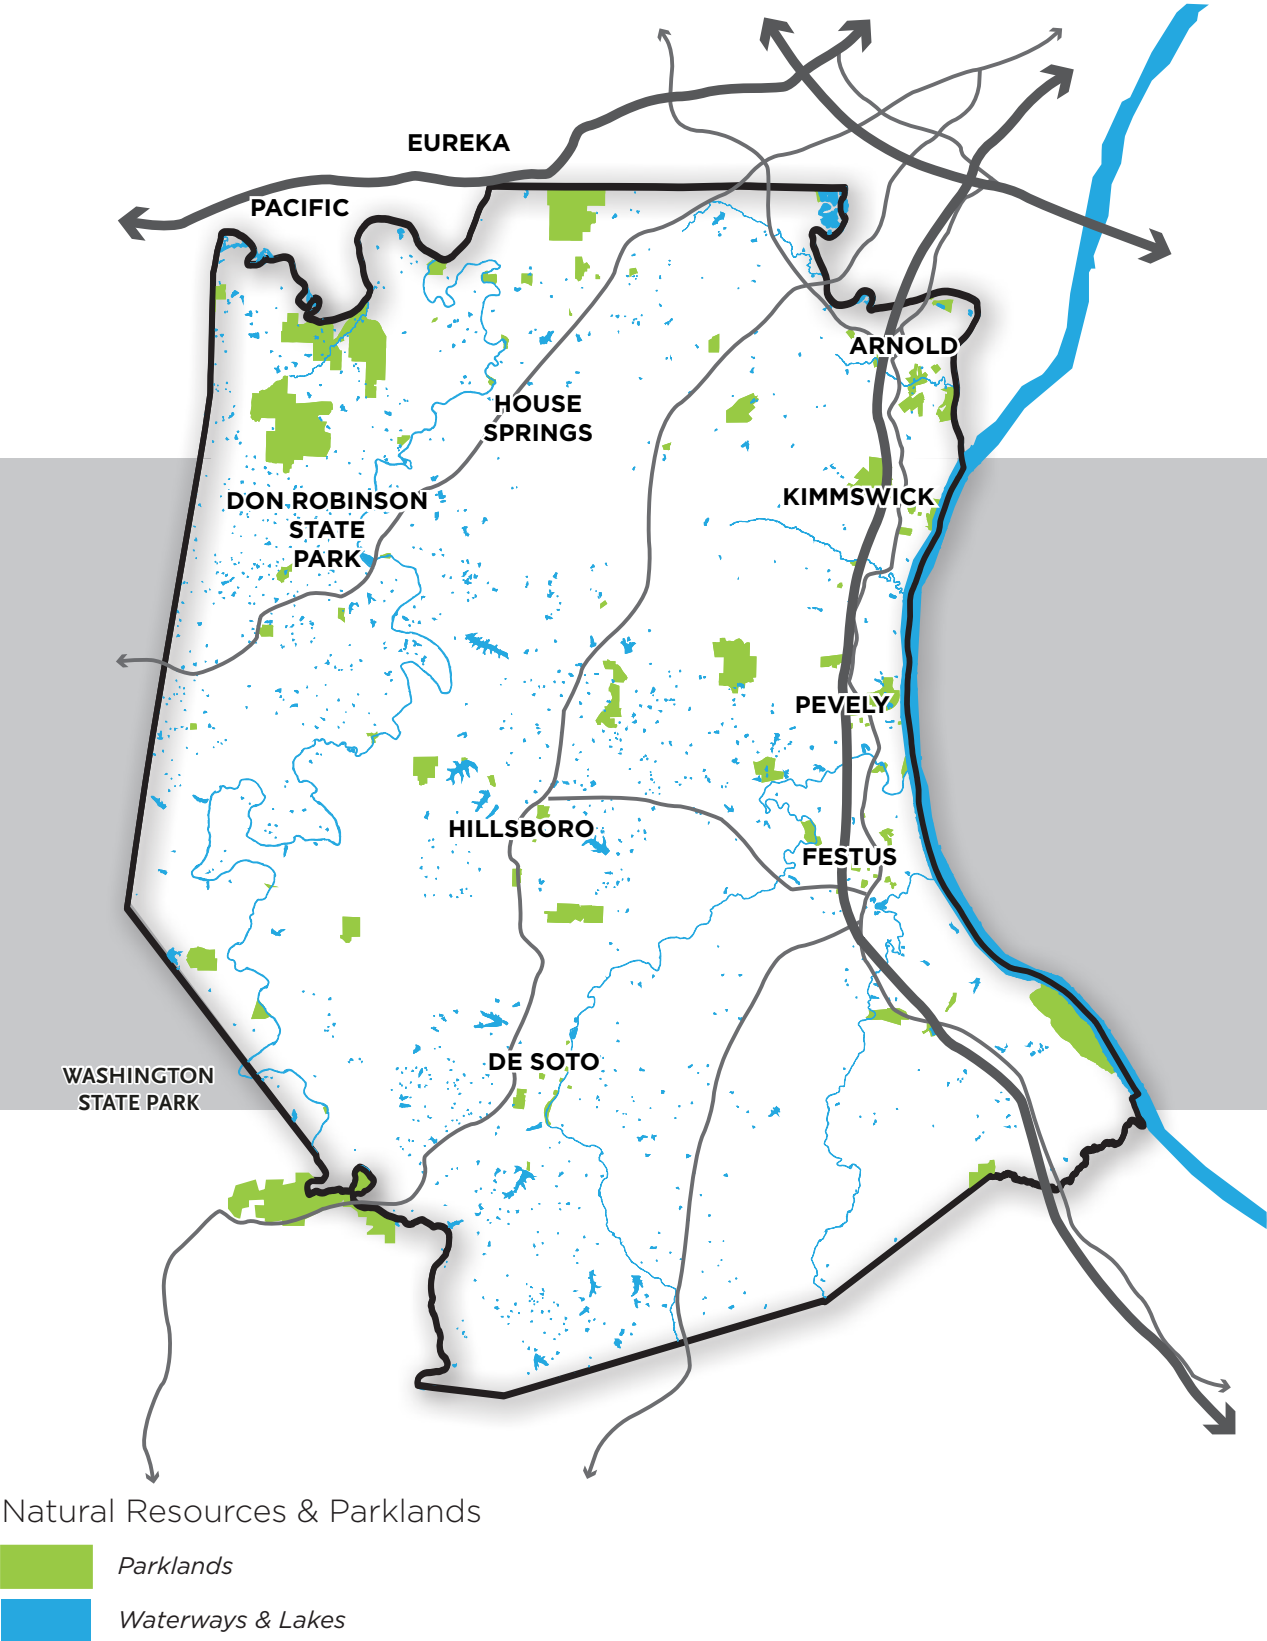 EUREKA
PACIFIC
ARNOLD
HOUSE
SPRINGS
KIMMSWICK
DON ROBINSON
STATE
PARK
PEVELY
HILLSBORO
FESTUS
DE SOTO
WASHINGTON
STATE PARK
Natural Resources & Parklands
Parklands
Waterways & Lakes